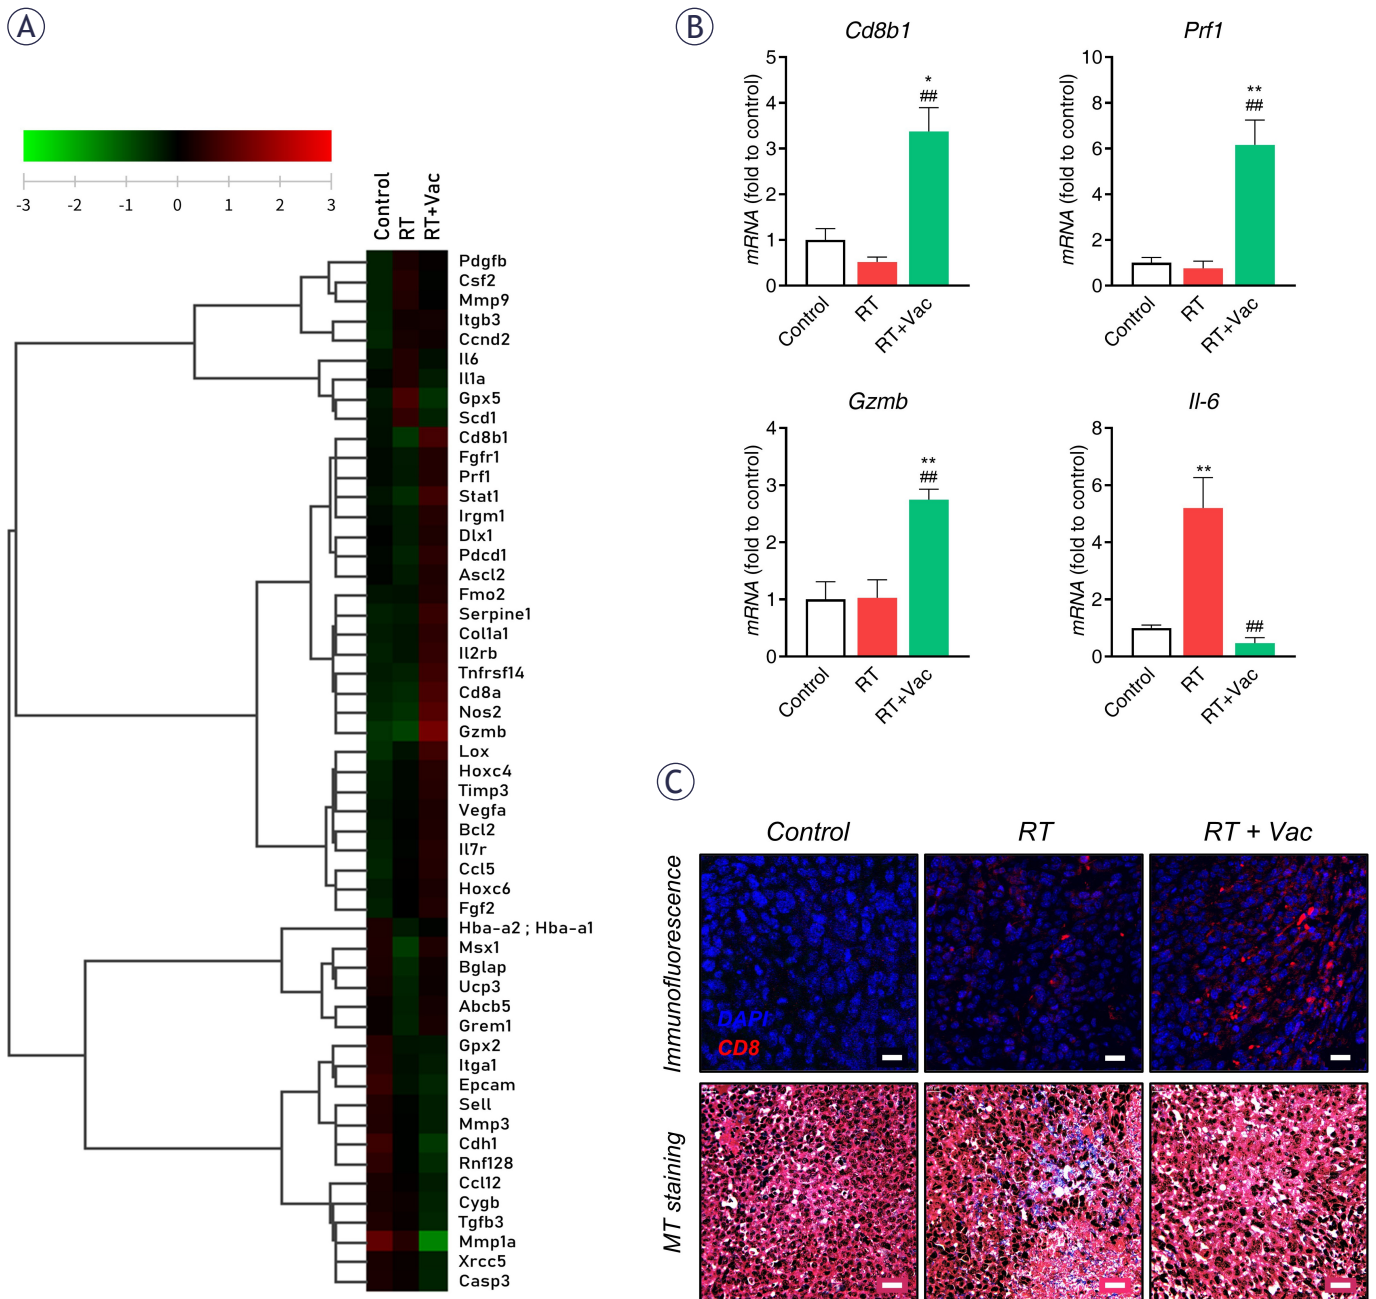 A
-3 -2 -1 0 1 2 3
Control
RT
RT+Vac
Pdgfb
Csf2
Mmp9
Itgb3
Ccnd2
Il6
Il1a
Gpx5
Scd1
Cd8b1
Fgfr1
Prf1
Stat1
Irgm1
Dlx1
Pdcd1
Ascl2
Fmo2
Serpine1
Col1a1
Il2rb
Tnfrsf14
Cd8a
Nos2
Gzmb
Lox
Hoxc4
Timp3
Vegfa
Bcl2
Il7r
Ccl5
Hoxc6
Fgf2
Hba-a2 ; Hba-a1
Msx1
Bglap
Ucp3
Abcb5
Grem1
Gpx2
Itga1
Epcam
Sell
Mmp3
Cdh1
Rnf128
Ccl12
Cygb
Tgfb3
Mmp1a
Xrcc5
Casp3
B
Cd8b1
mRNA (fold to control)
5
4
3
2
1
0
*
##
Control
RT
RT+Vac
Prf1
mRNA (fold to control)
10
8
6
4
2
0
**
##
Control
RT
RT+Vac
Gzmb
mRNA (fold to control)
4
3
2
1
0
**
##
Control
RT
RT+Vac
Il-6
mRNA (fold to control)
8
6
4
2
0
**
##
Control
RT
RT+Vac
C
Control
RT
RT + Vac
Immunofluorescence
DAPI
CD8
MT staining